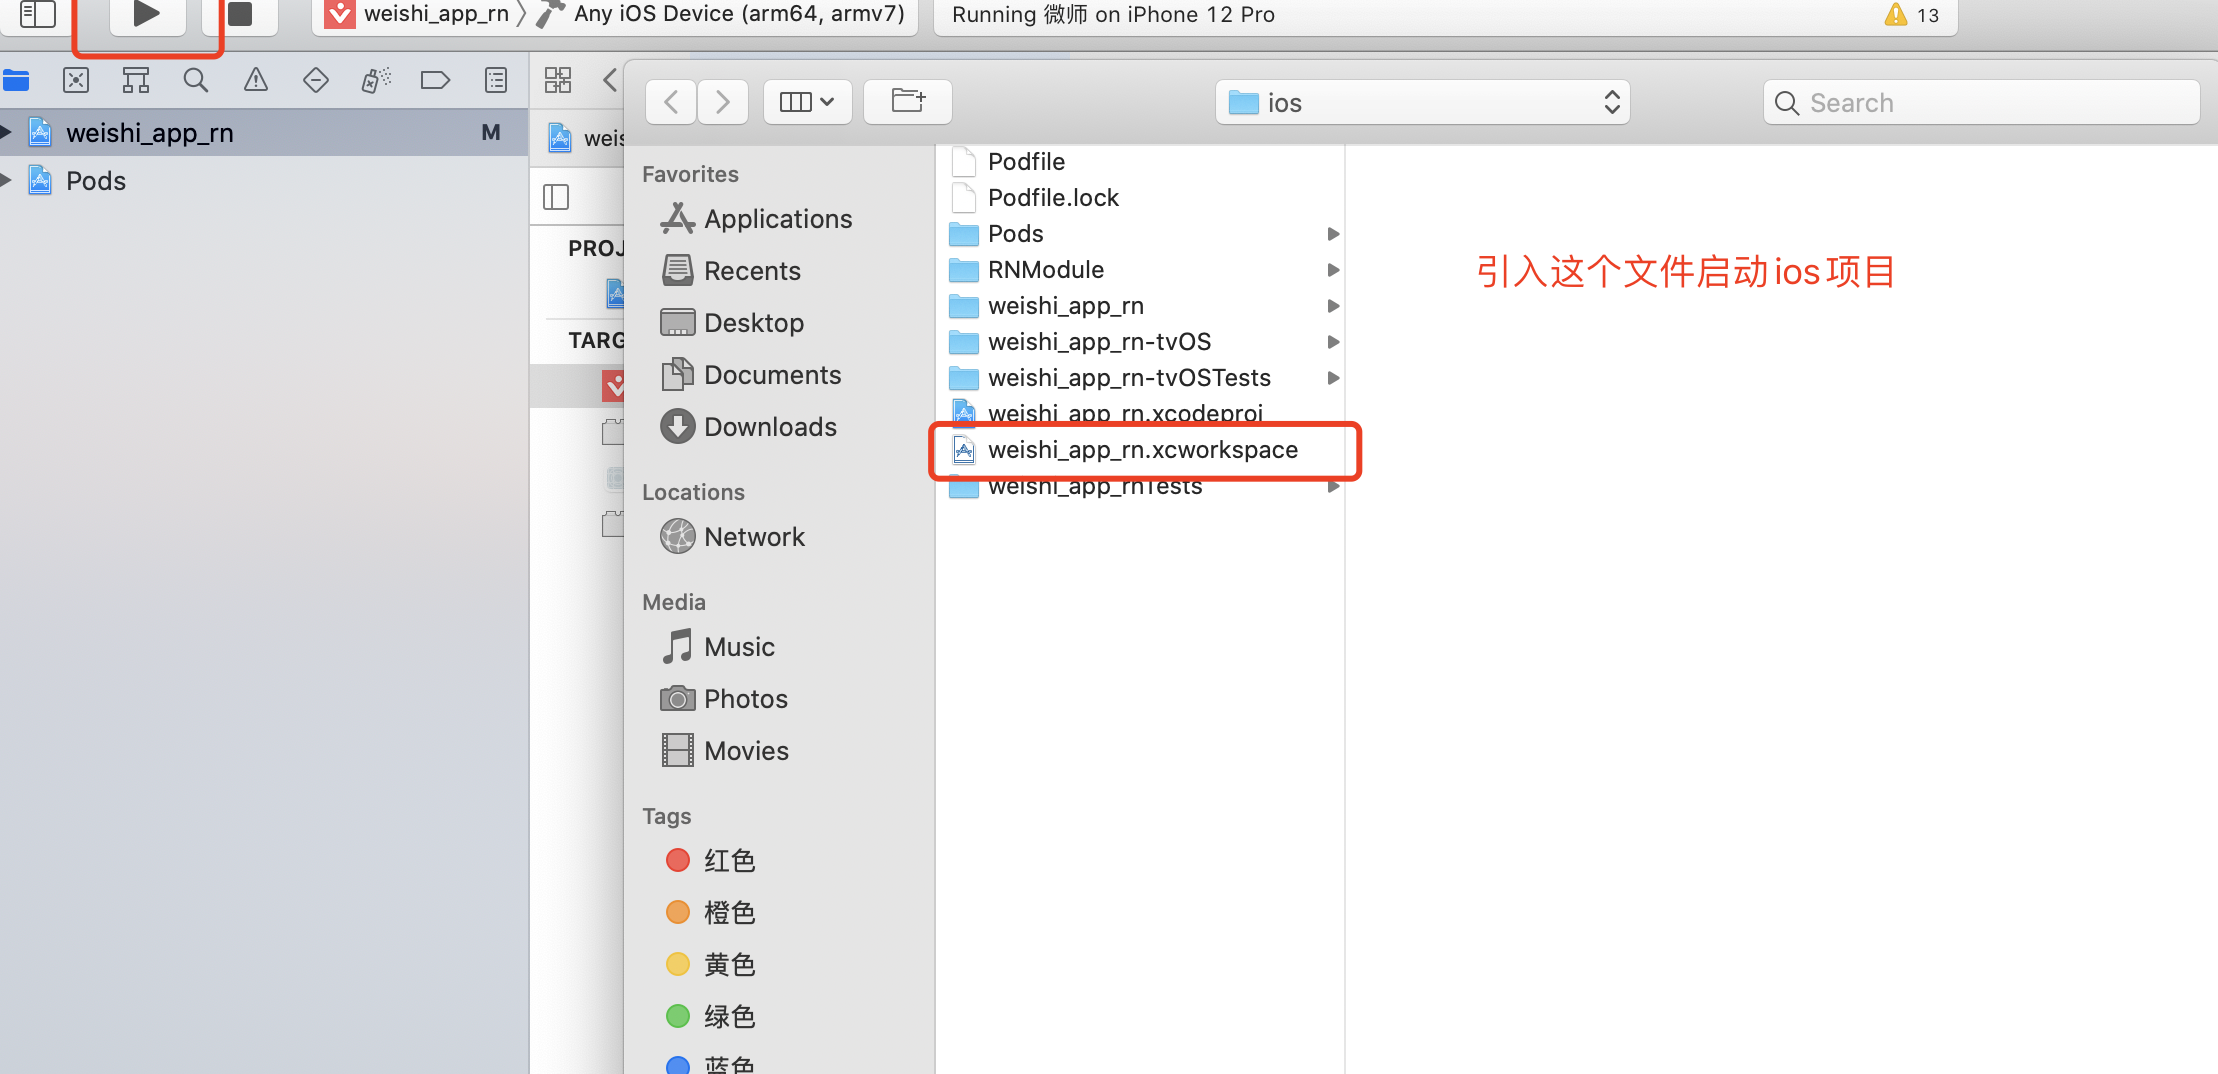 weishi_app_rn
Any iOS Device (arm64, armv7)
Running 微师 on iPhone 12 Pro
13
weishi_app_rn
M
Pods
weis
PROJ
TARG
ios
Search
Favorites
Applications
Recents
Desktop
Documents
Downloads
Locations
Network
Media
Music
Photos
Movies
Tags
红色
橙色
黄色
绿色
蓝色
Podfile
Podfile.lock
Pods
RNModule
weishi_app_rn
weishi_app_rn-tvOS
weishi_app_rn-tvOSTests
weishi_app_rn.xcodeproj
weishi_app_rn.xcworkspace
weishi_app_rnTests
引入这个文件启动ios项目